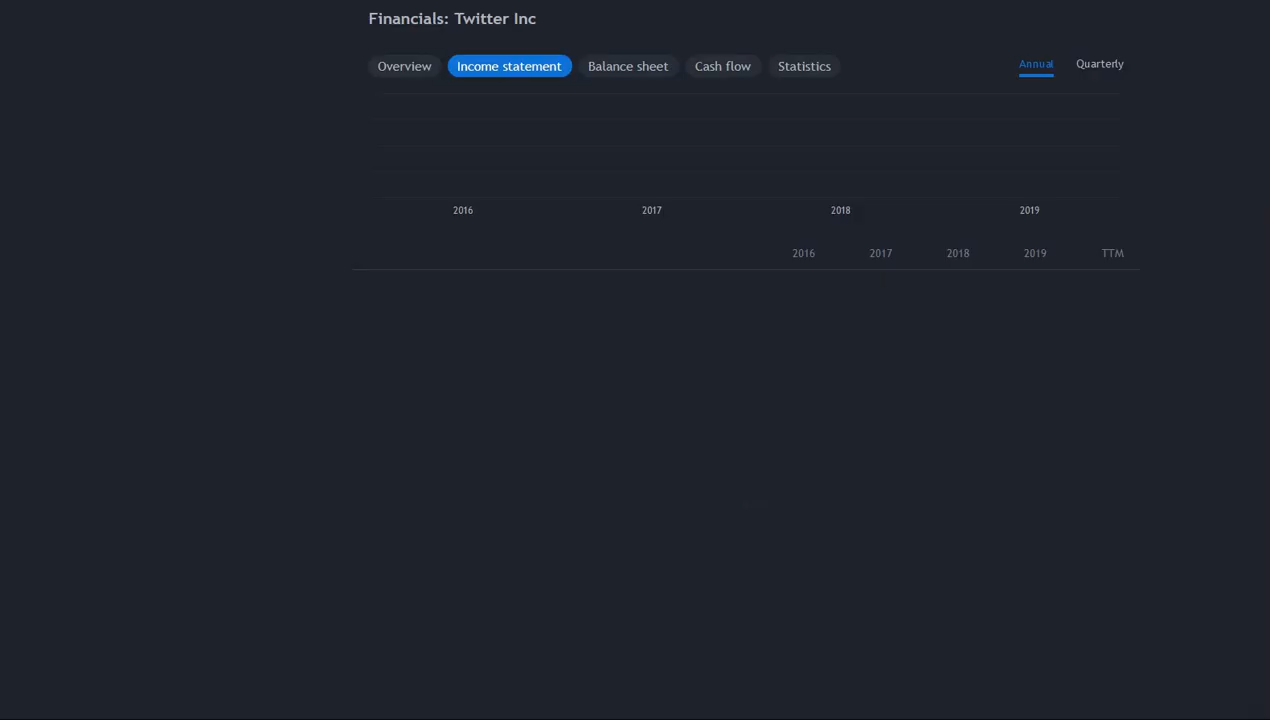 Financials: Twitter Inc
Overview Income statement Balance sheet Cash flow Statistics Annual Quarterly
2016 2017 2018 2019
2016 2017 2018 2019 TTM